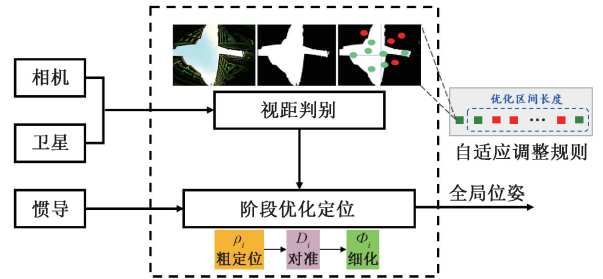 相机
卫星
惯导
视距判别
阶段优化定位
ρi
粗定位
Di
对准
Φi
细化
优化区间长度
...
自适应调整规则
全局位姿